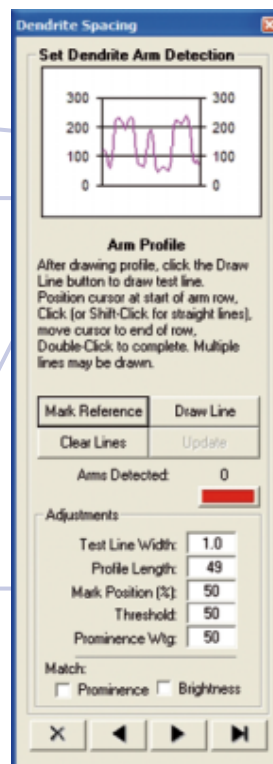 Dendrite Spacing
Set Dendrite Arm Detection
300 300
200 200
100 100
0 0
Arm Profile
After drawing profile, click the Draw
Line button to draw test line.
Position cursor at start of arm row,
Click (or Shift-Click for straight lines),
move cursor to end of row,
Double-Click to complete. Multiple
lines may be drawn.
Mark Reference Draw Line
Clear Lines Update
Arms Detected: 0
Adjustments
Test Line Width: 1.0
Profile Length: 49
Mark Position (%): 50
Threshold: 50
Prominence Wtg: 50
Match:
Prominence Brightness